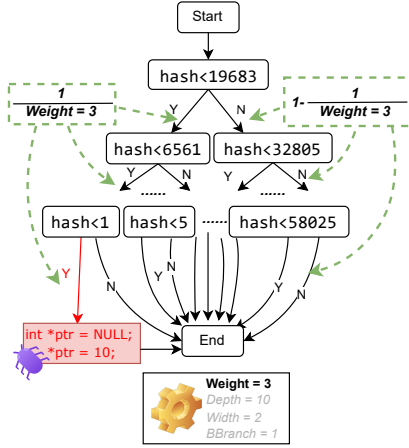 Start
hash<19683
1
Weight = 3
1-
1
Weight = 3
Y
N
hash<6561
hash<32805
Y
N
Y
N
......
......
hash<1
hash<5
......
hash<58025
Y
N
Y
N
Y
N
int *ptr = NULL;
*ptr = 10;
End
Weight = 3
Depth = 10
Width = 2
BBranch = 1